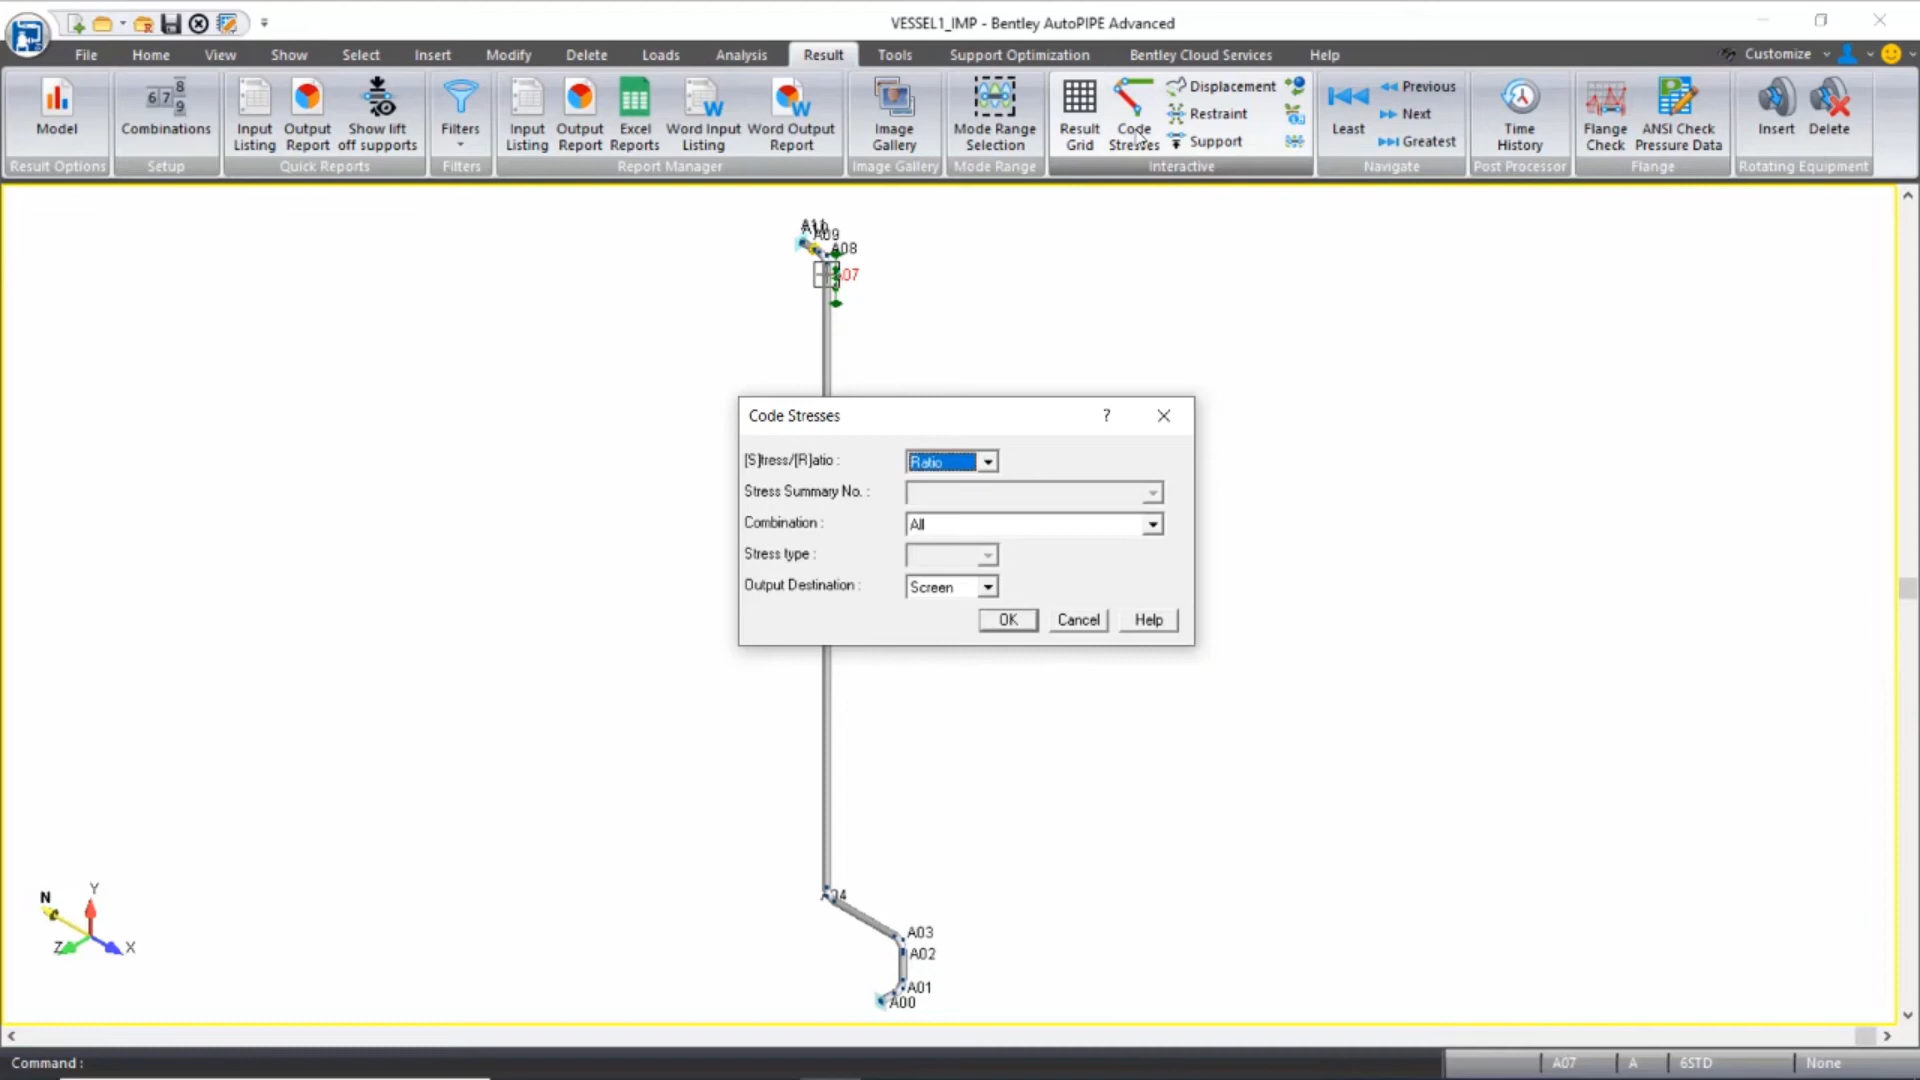 VESSEL1_IMP - Bentley AutoPIPE Advanced
File Home View Show Select Insert Modify Delete Loads Analysis Result Tools Support Optimization Bentley Cloud Services Help Customize
Model
Result Options
Combinations
Setup
Input Listing
Output Report
Show lift off supports
Quick Reports
Filters
Filters
Input Listing
Output Report
Excel Reports
Word Input Listing
Word Output Report
Report Manager
Image Gallery
Image Gallery
Mode Range Selection
Mode Range
Result Grid
Code Stresses
Displacement
Restraint
Support
Interactive
Least
Previous
Next
Greatest
Navigate
Time History
Post Processor
Flange Check
ANSI Check Pressure Data
Flange
Insert
Delete
Rotating Equipment
A09
A08
A07
Code Stresses ?
[S]tress/[R]atio : Ratio
Stress Summary No. :
Combination : All
Stress type :
Output Destination : Screen
OK Cancel Help
A03
A02
A01
A00
N
Y
Z
X
Command :
A07 A 6STD None